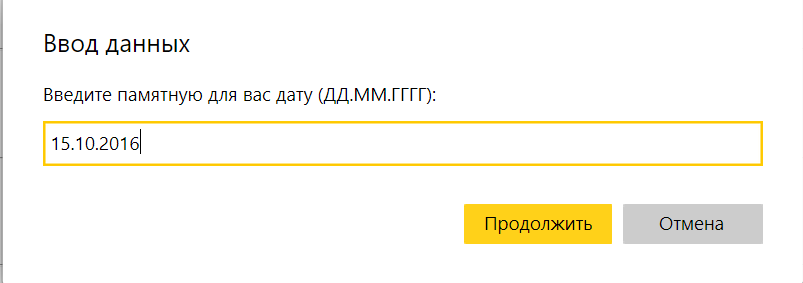 Ввод данных
Введите памятную для вас дату (ДД.ММ.ГГГГ):
15.10.2016
Продолжить Отмена